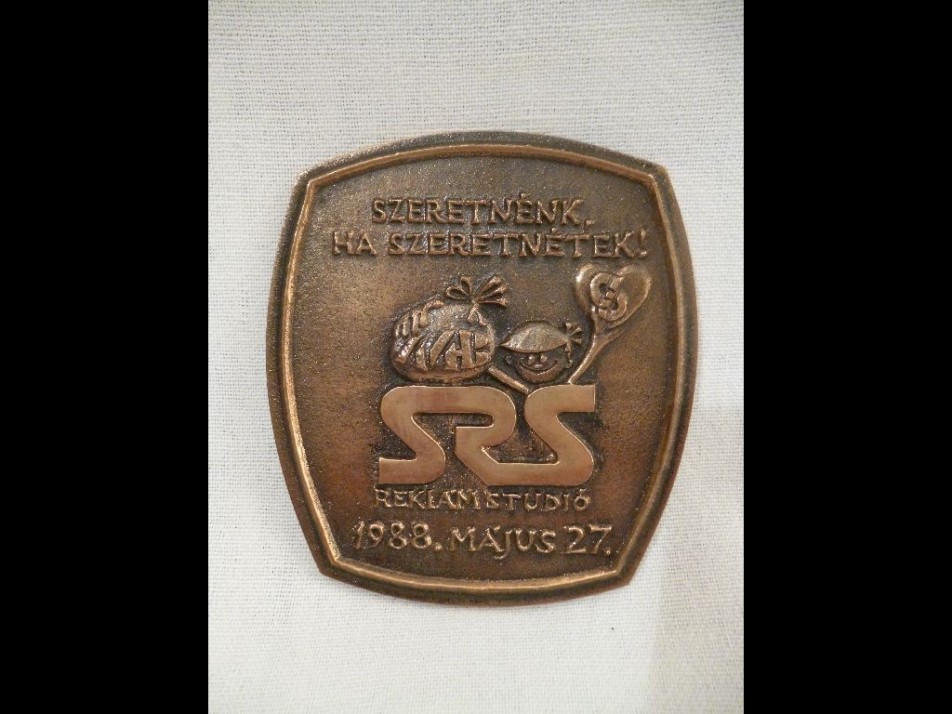 SZERETNÉNK,
HA SZERETNÉTEK!
S
SRS
REKLÁMSTUDIÓ
1988. MÁJUS 27.